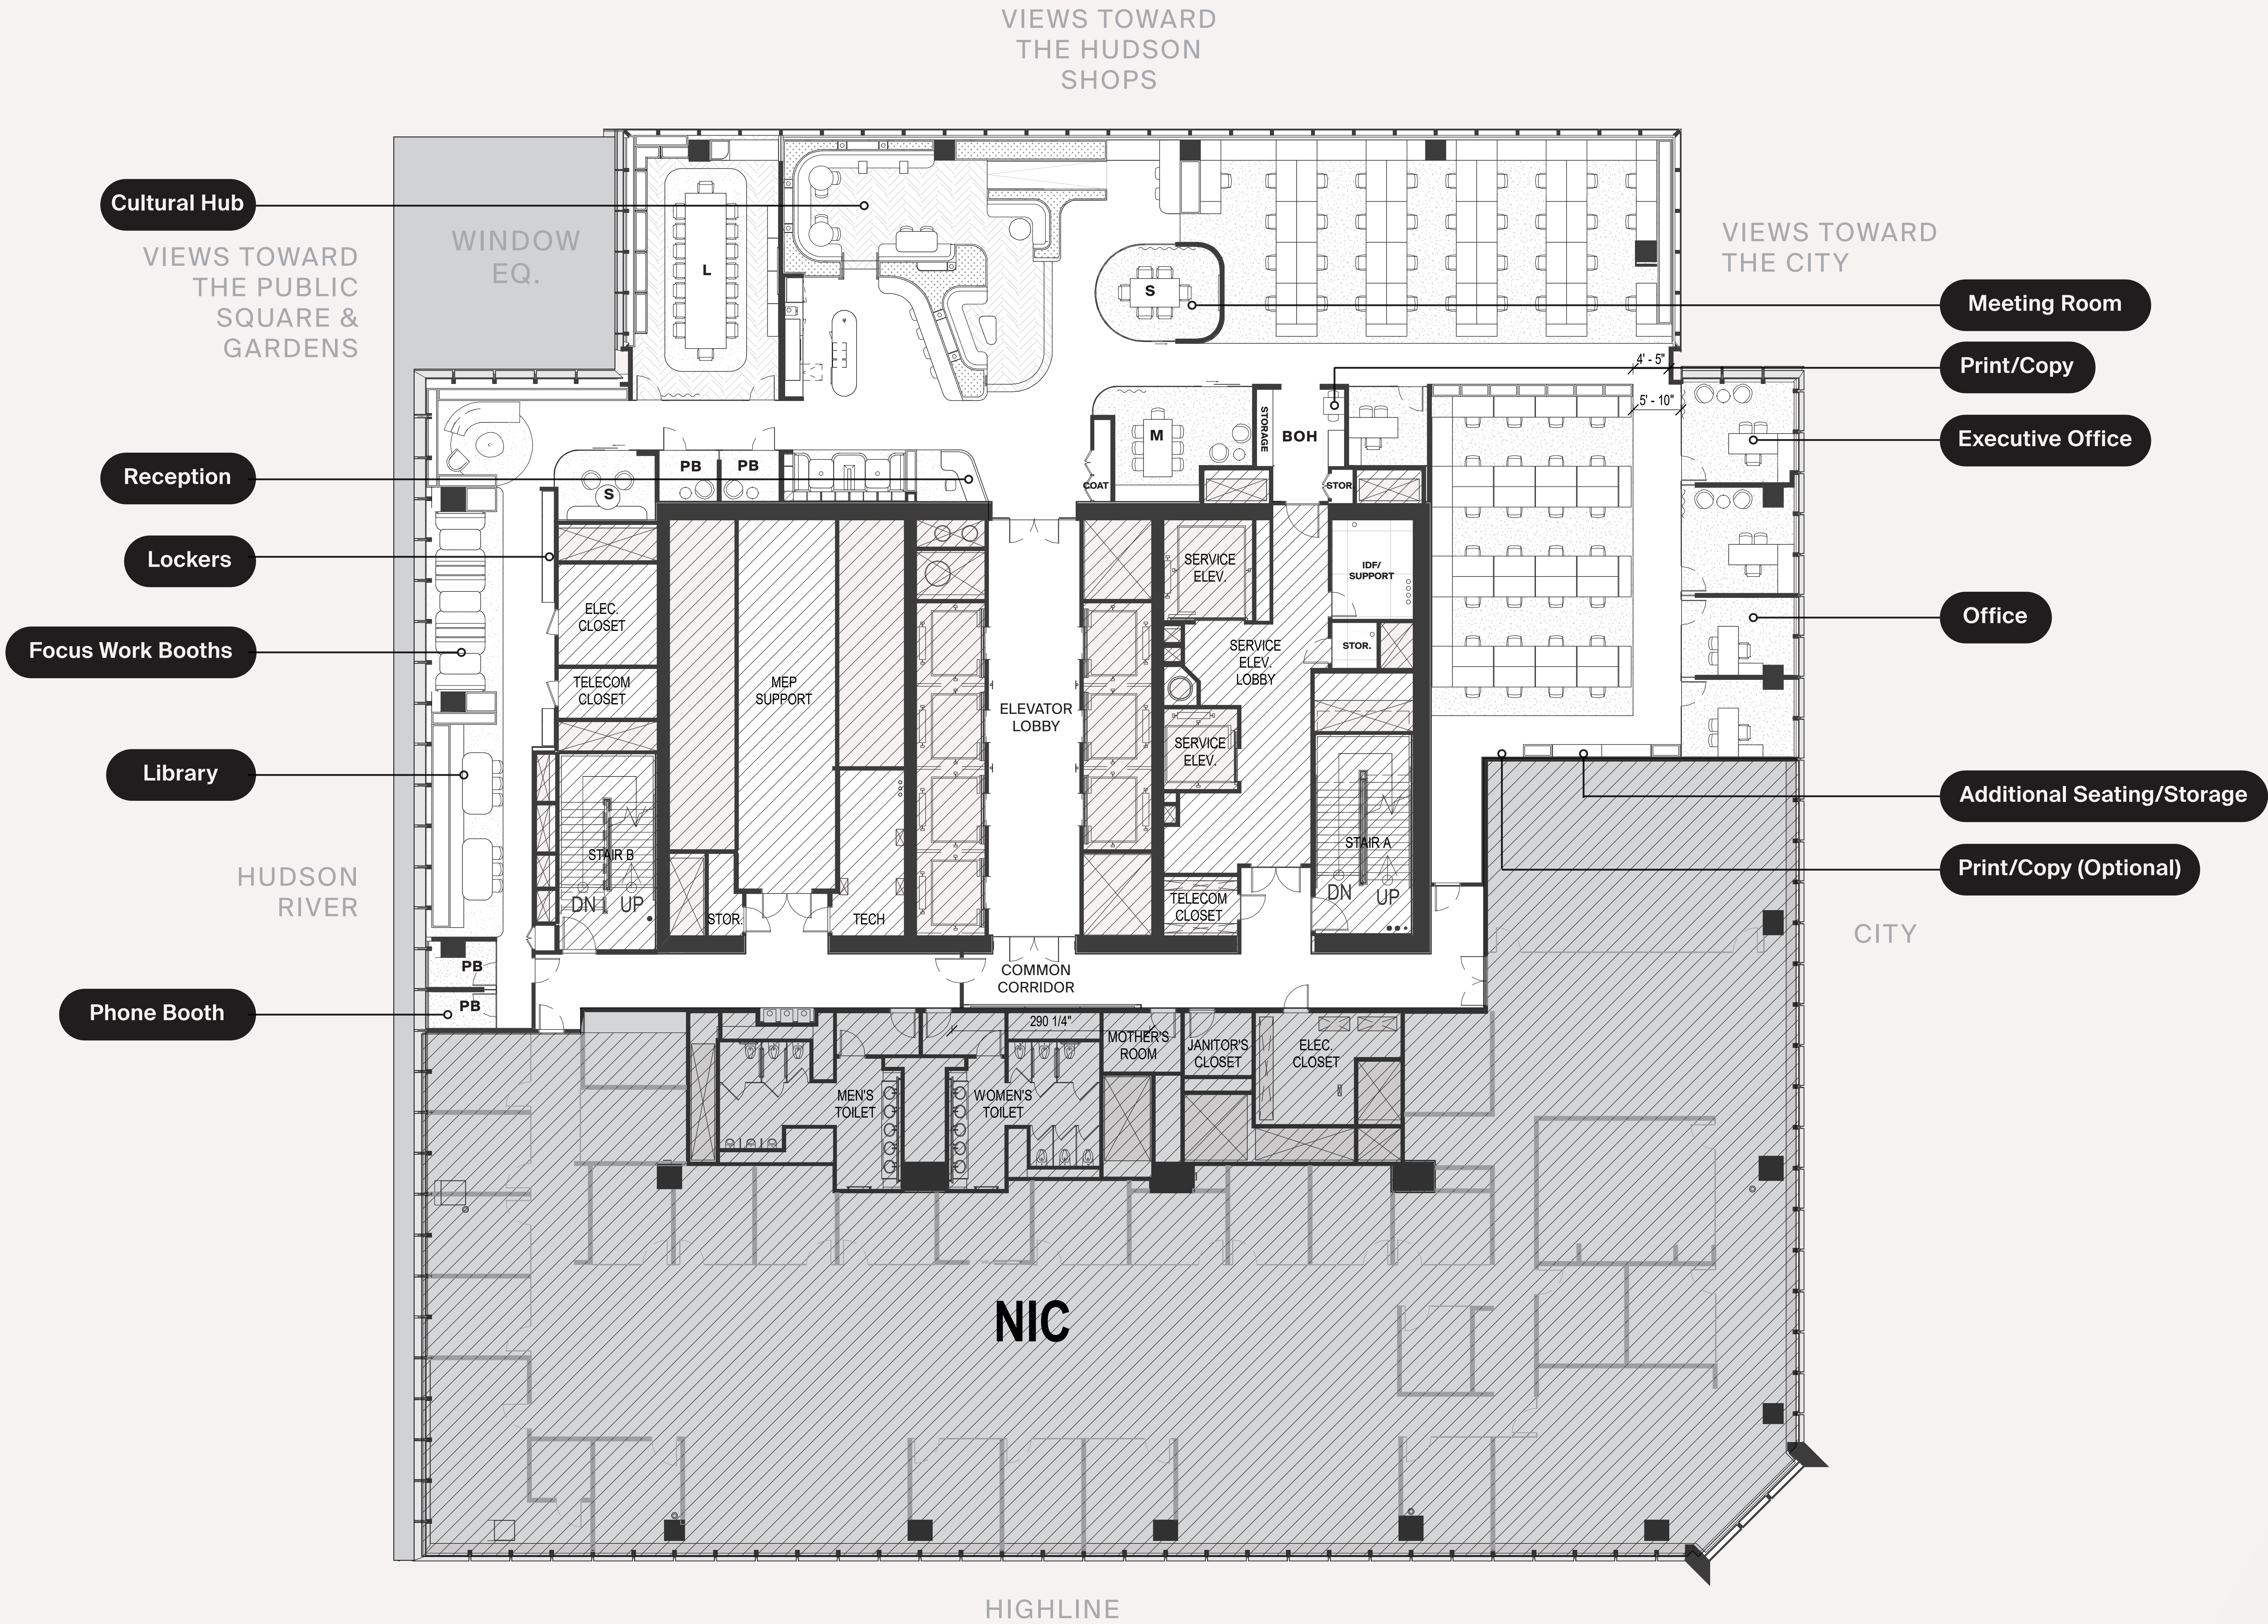 VIEWS TOWARD
THE HUDSON
SHOPS
Cultural Hub
VIEWS TOWARD
THE PUBLIC
SQUARE &
GARDENS
WINDOW
EQ.
L
S
VIEWS TOWARD
THE CITY
Meeting Room
4' - 5"
Print/Copy
5' - 10"
Executive Office
M
STORAGE
BOH
PB
PB
Reception
S
COAT
STOR
Lockers
ELEC.
CLOSET
SERVICE
ELEV.
IDF/
SUPPORT
Office
Focus Work Booths
TELECOM
CLOSET
MEP
SUPPORT
ELEVATOR
LOBBY
SERVICE
ELEV.
LOBBY
STOR.
SERVICE
ELEV.
Library
Additional Seating/Storage
STAIR B
STAIR A
Print/Copy (Optional)
HUDSON
RIVER
DN
UP
STOR.
TECH
TELECOM
CLOSET
DN
UP
CITY
PB
COMMON
CORRIDOR
PB
Phone Booth
290 1/4"
MOTHER'S
ROOM
JANITOR'S
CLOSET
ELEC.
CLOSET
MEN'S
TOILET
WOMEN'S
TOILET
NIC
HIGHLINE